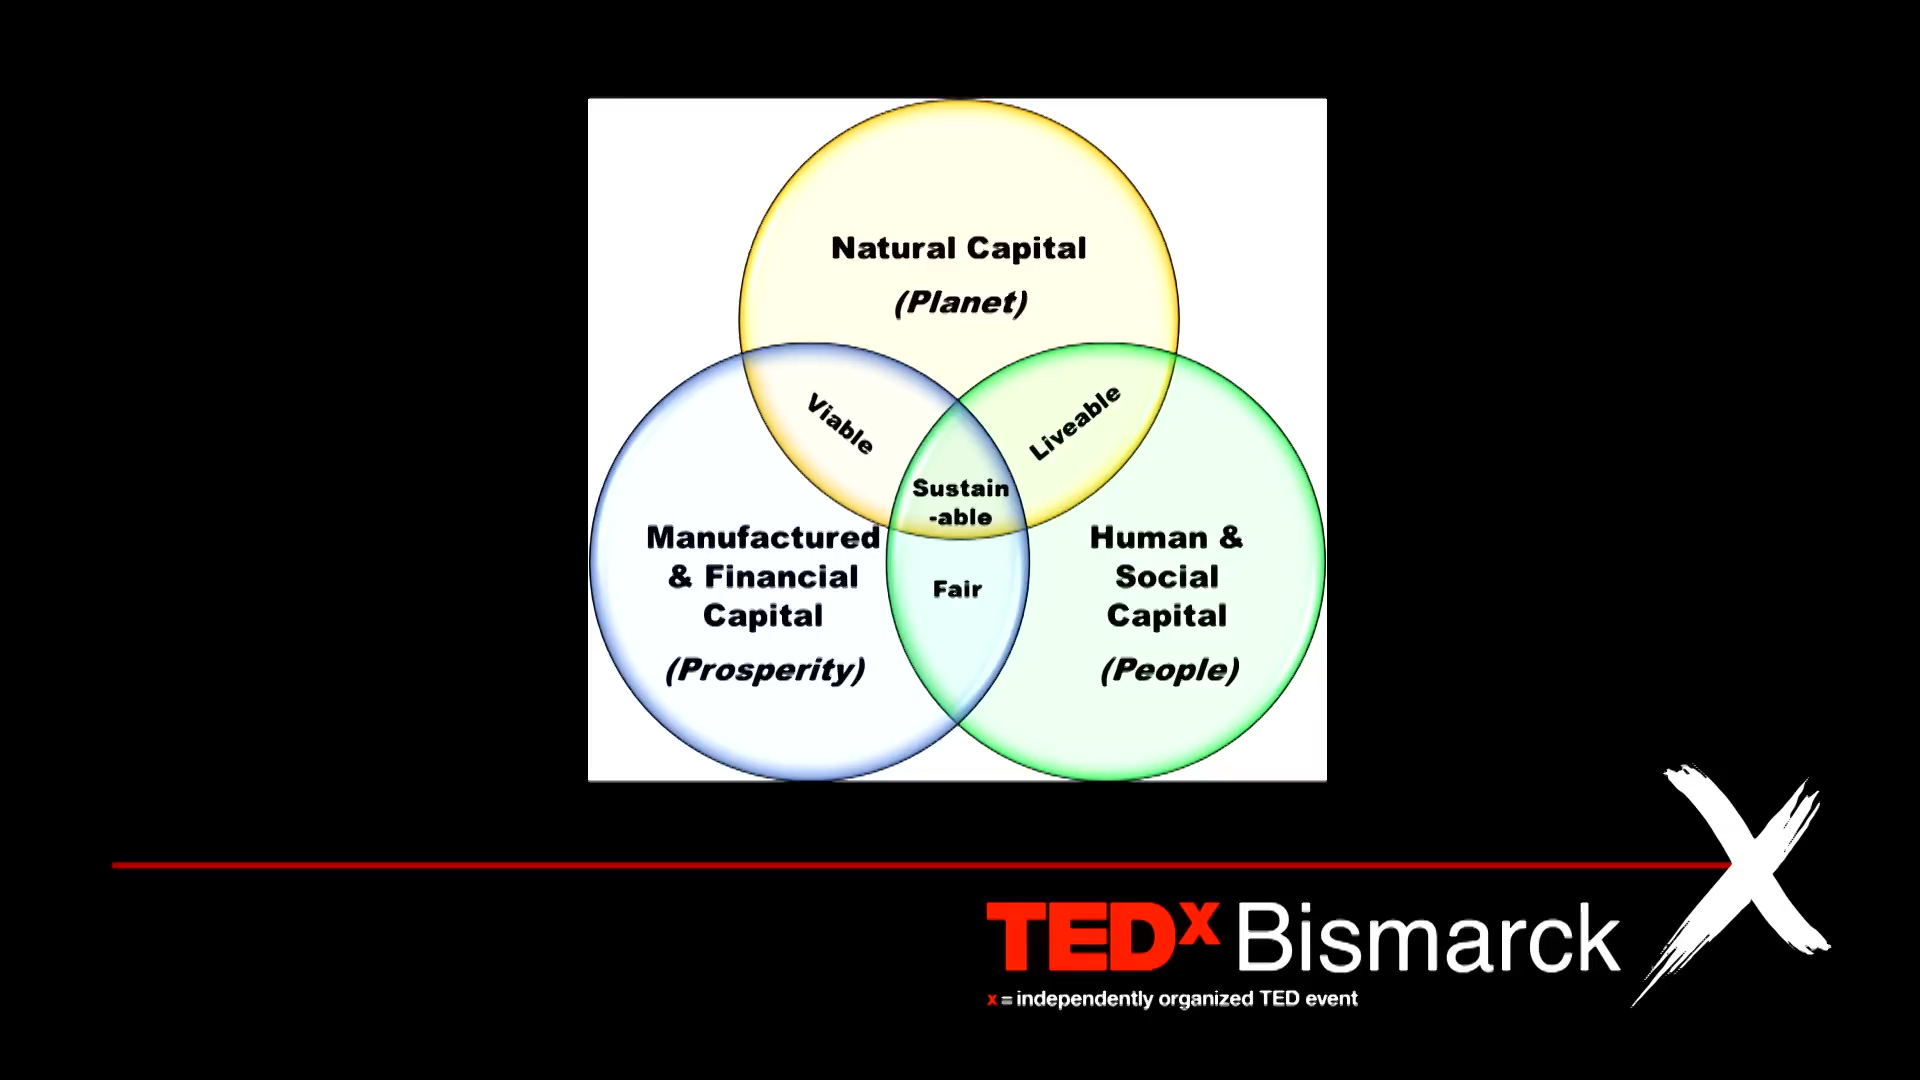 Natural Capital
(Planet)
Viable
Liveable
Sustain
-able
Manufactured
& Financial
Capital
(Prosperity)
Fair
Human &
Social
Capital
(People)
TEDx Bismarck
x = independently organized TED event